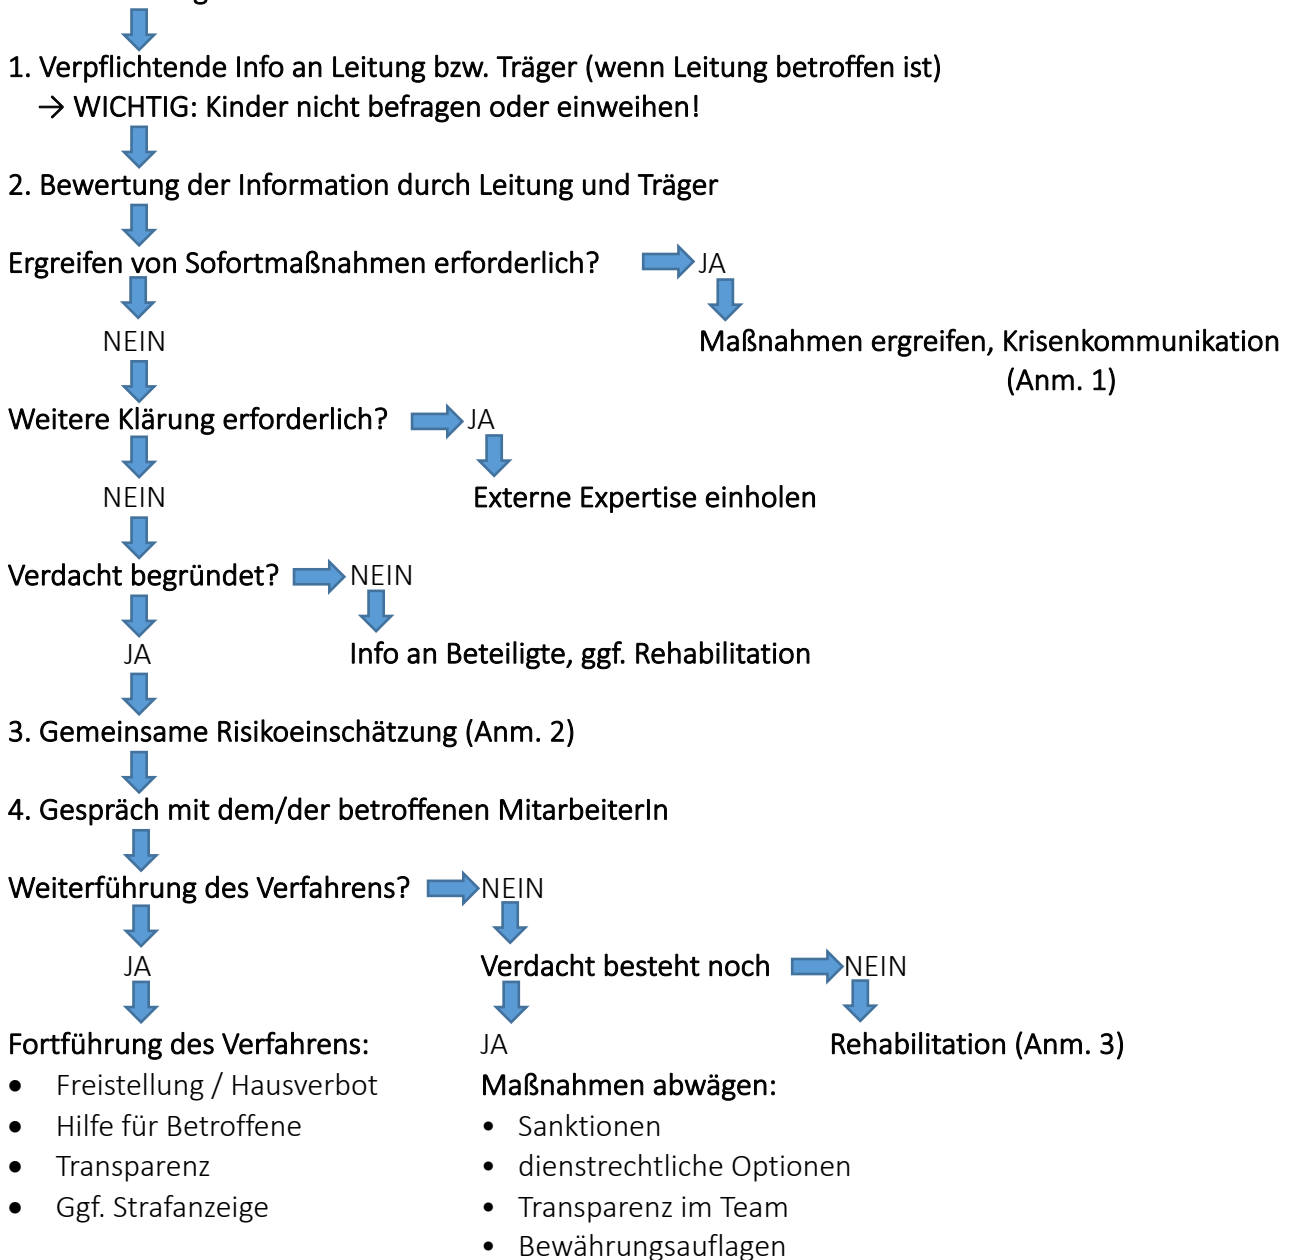 1. Verpflichtende Info an Leitung bzw. Träger (wenn Leitung betroffen ist)
→ WICHTIG: Kinder nicht befragen oder einweihen!
2. Bewertung der Information durch Leitung und Träger
Ergreifen von Sofortmaßnahmen erforderlich? JA
NEIN Maßnahmen ergreifen, Krisenkommunikation
(Anm. 1)
Weitere Klärung erforderlich? JA
NEIN Externe Expertise einholen
Verdacht begründet? NEIN
JA Info an Beteiligte, ggf. Rehabilitation
3. Gemeinsame Risikoeinschätzung (Anm. 2)
4. Gespräch mit dem/der betroffenen MitarbeiterIn
Weiterführung des Verfahrens? NEIN
JA Verdacht besteht noch NEIN
Fortführung des Verfahrens: JA Rehabilitation (Anm. 3)
• Freistellung / Hausverbot Maßnahmen abwägen:
• Hilfe für Betroffene • Sanktionen
• Transparenz • dienstrechtliche Optionen
• Ggf. Strafanzeige • Transparenz im Team
• Bewährungsauflagen